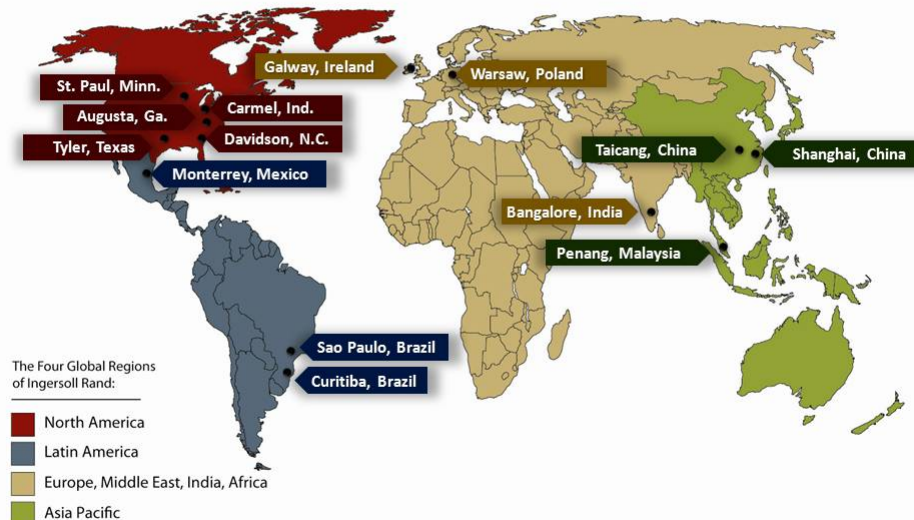 Galway, Ireland
Warsaw, Poland
St. Paul, Minn.
Carmel, Ind.
Augusta, Ga.
Davidson, N.C.
Tyler, Texas
Taicang, China
Shanghai, China
Monterrey, Mexico
Bangalore, India
Penang, Malaysia
Sao Paulo, Brazil
Curitiba, Brazil
The Four Global Regions
of Ingersoll Rand:
North America
Latin America
Europe, Middle East, India, Africa
Asia Pacific